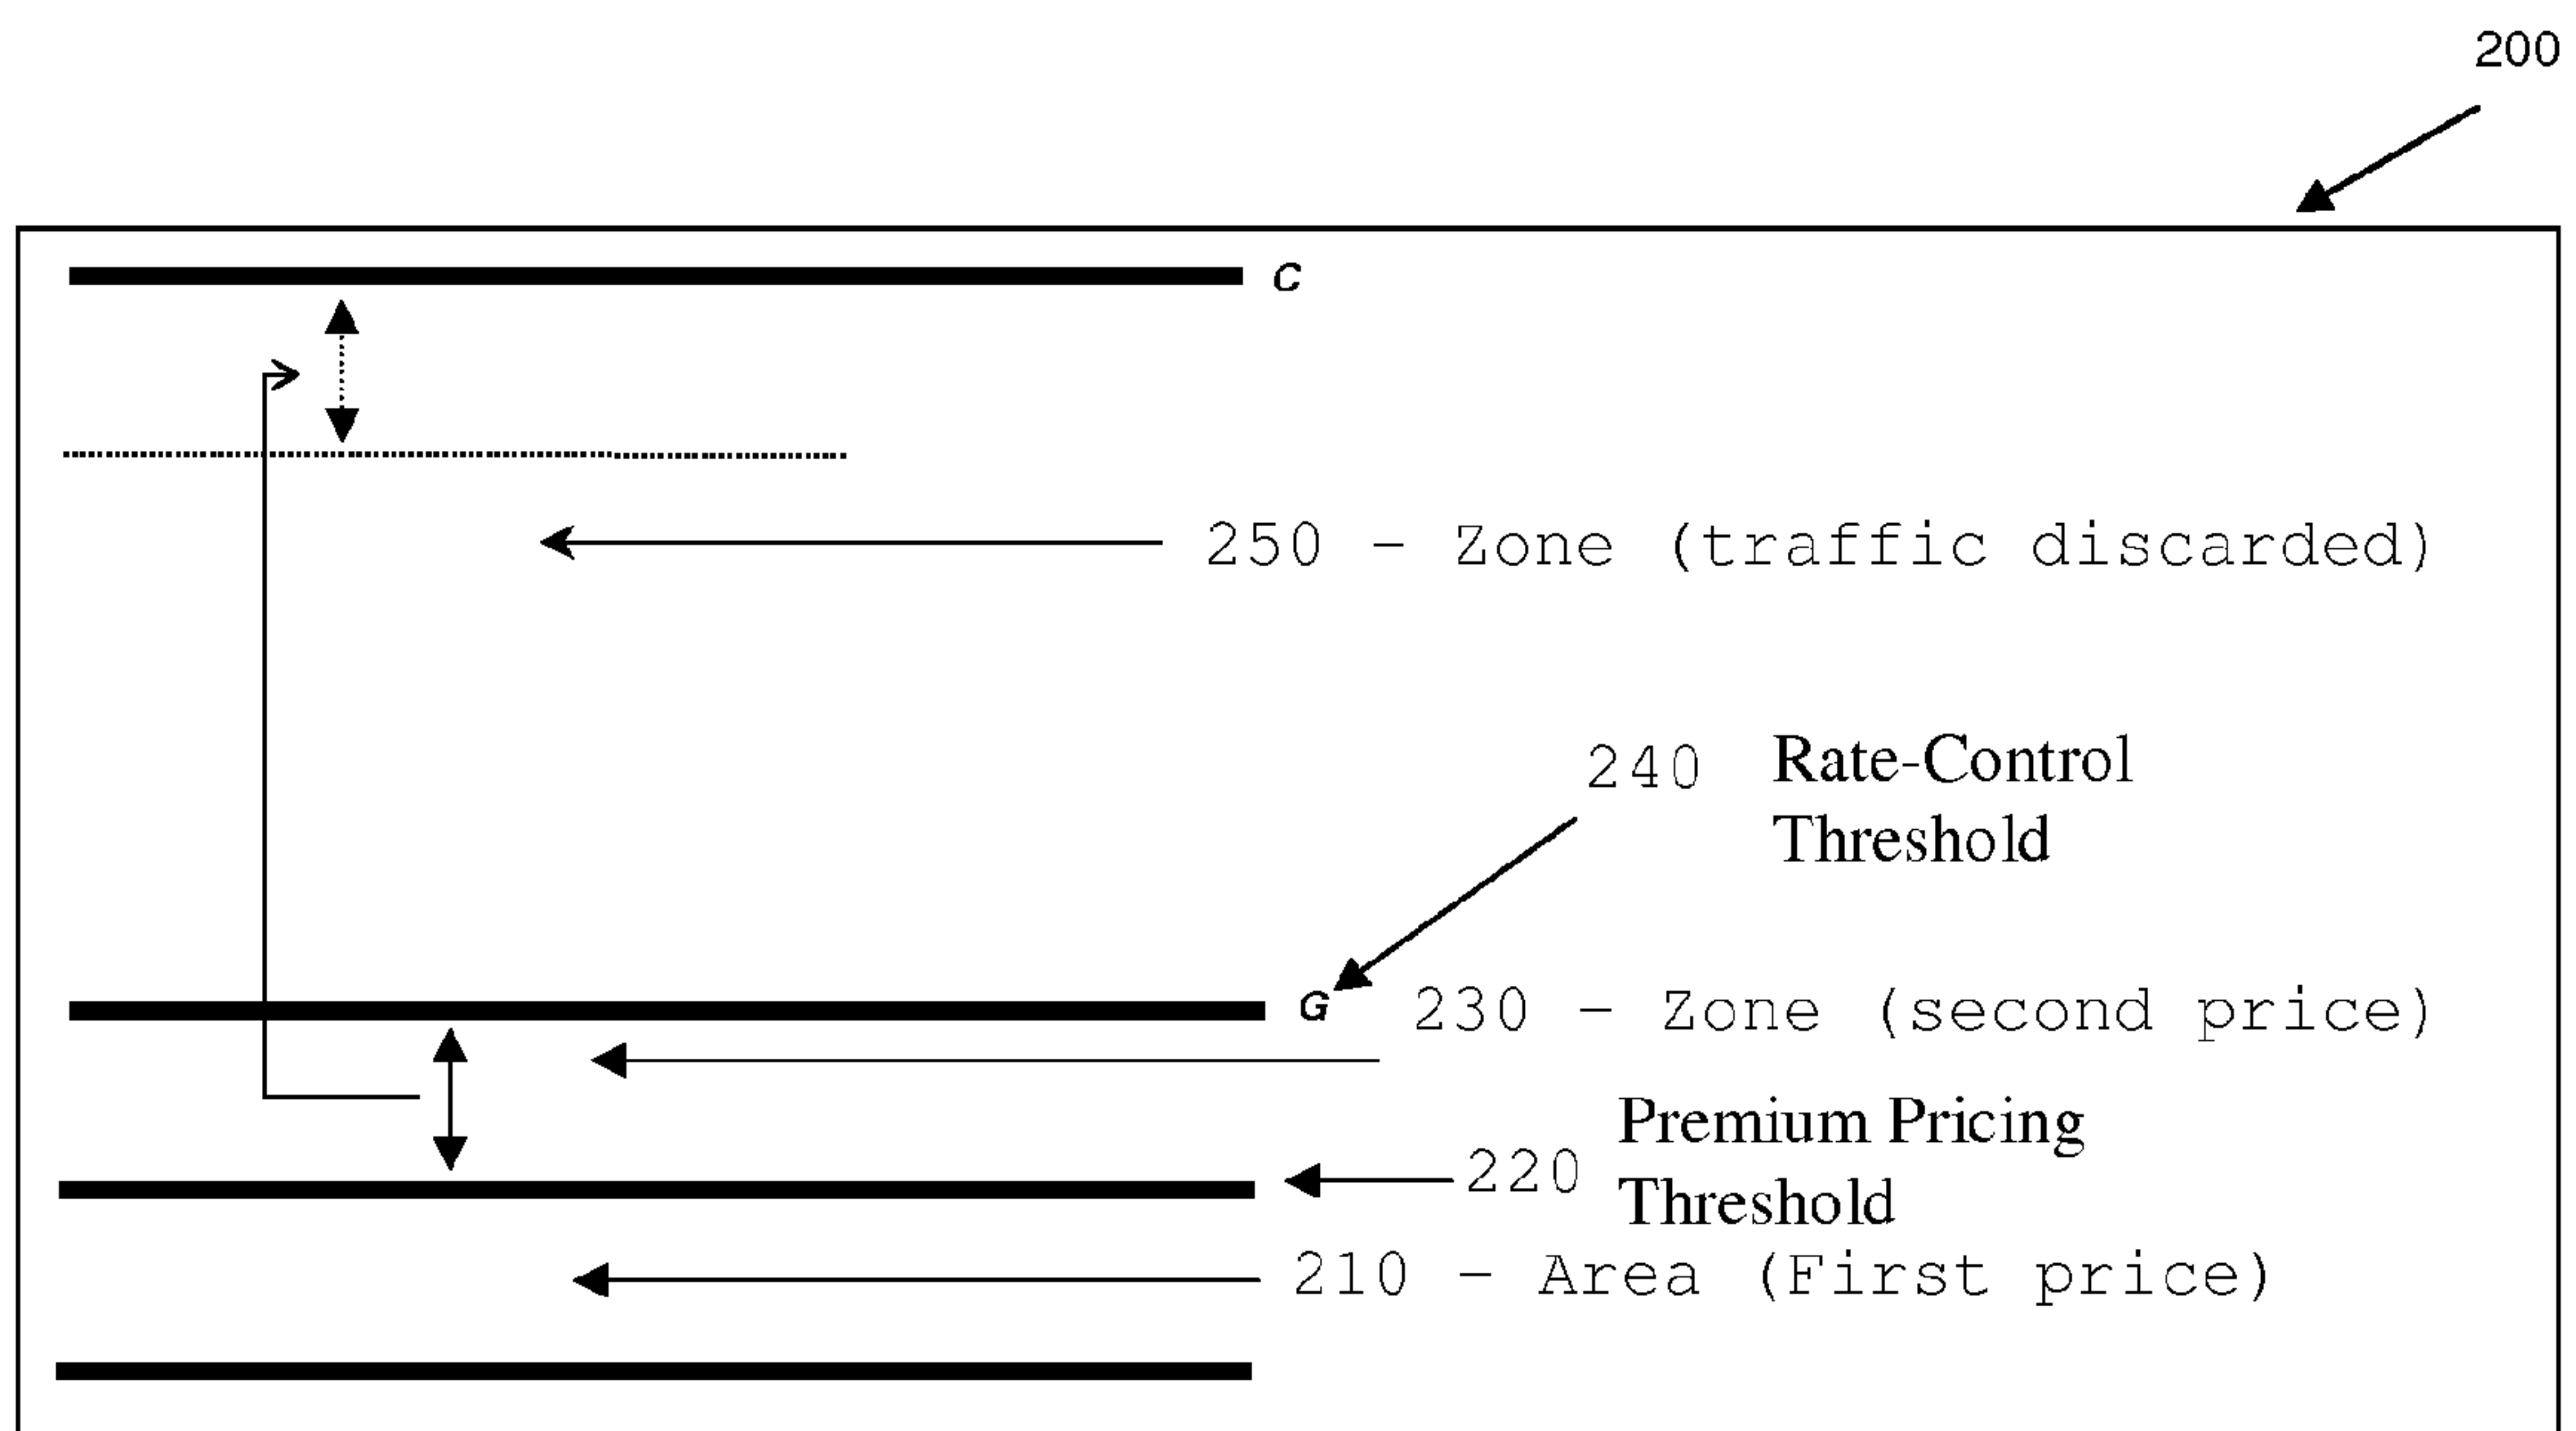 200
C
250 - Zone (traffic discarded)
240 Rate-Control
Threshold
G
230 - Zone (second price)
Premium Pricing
220
Threshold
210 - Area (First price)